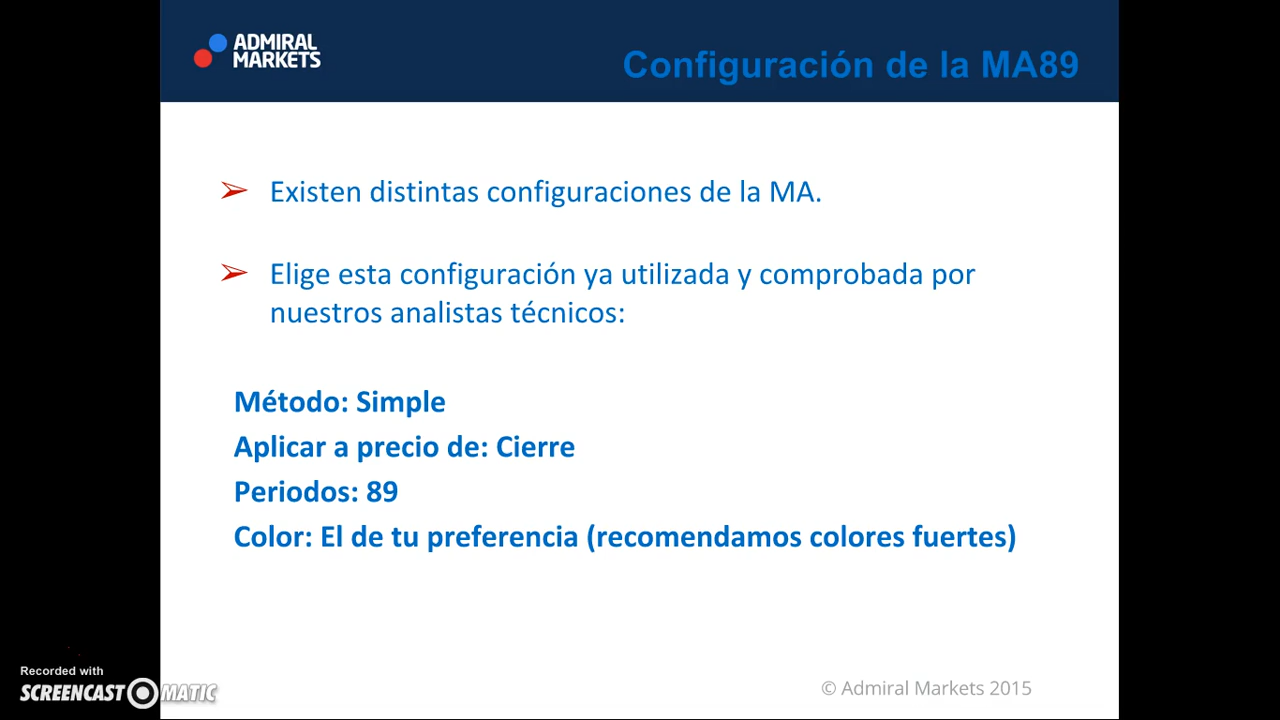 ADMIRAL
MARKETS
Configuración de la MA89
➢ Existen distintas configuraciones de la MA.
➢ Elige esta configuración ya utilizada y comprobada por
nuestros analistas técnicos:
Método: Simple
Aplicar a precio de: Cierre
Periodos: 89
Color: El de tu preferencia (recomendamos colores fuertes)
Recorded with
SCREENCAST MATIC
© Admiral Markets 2015